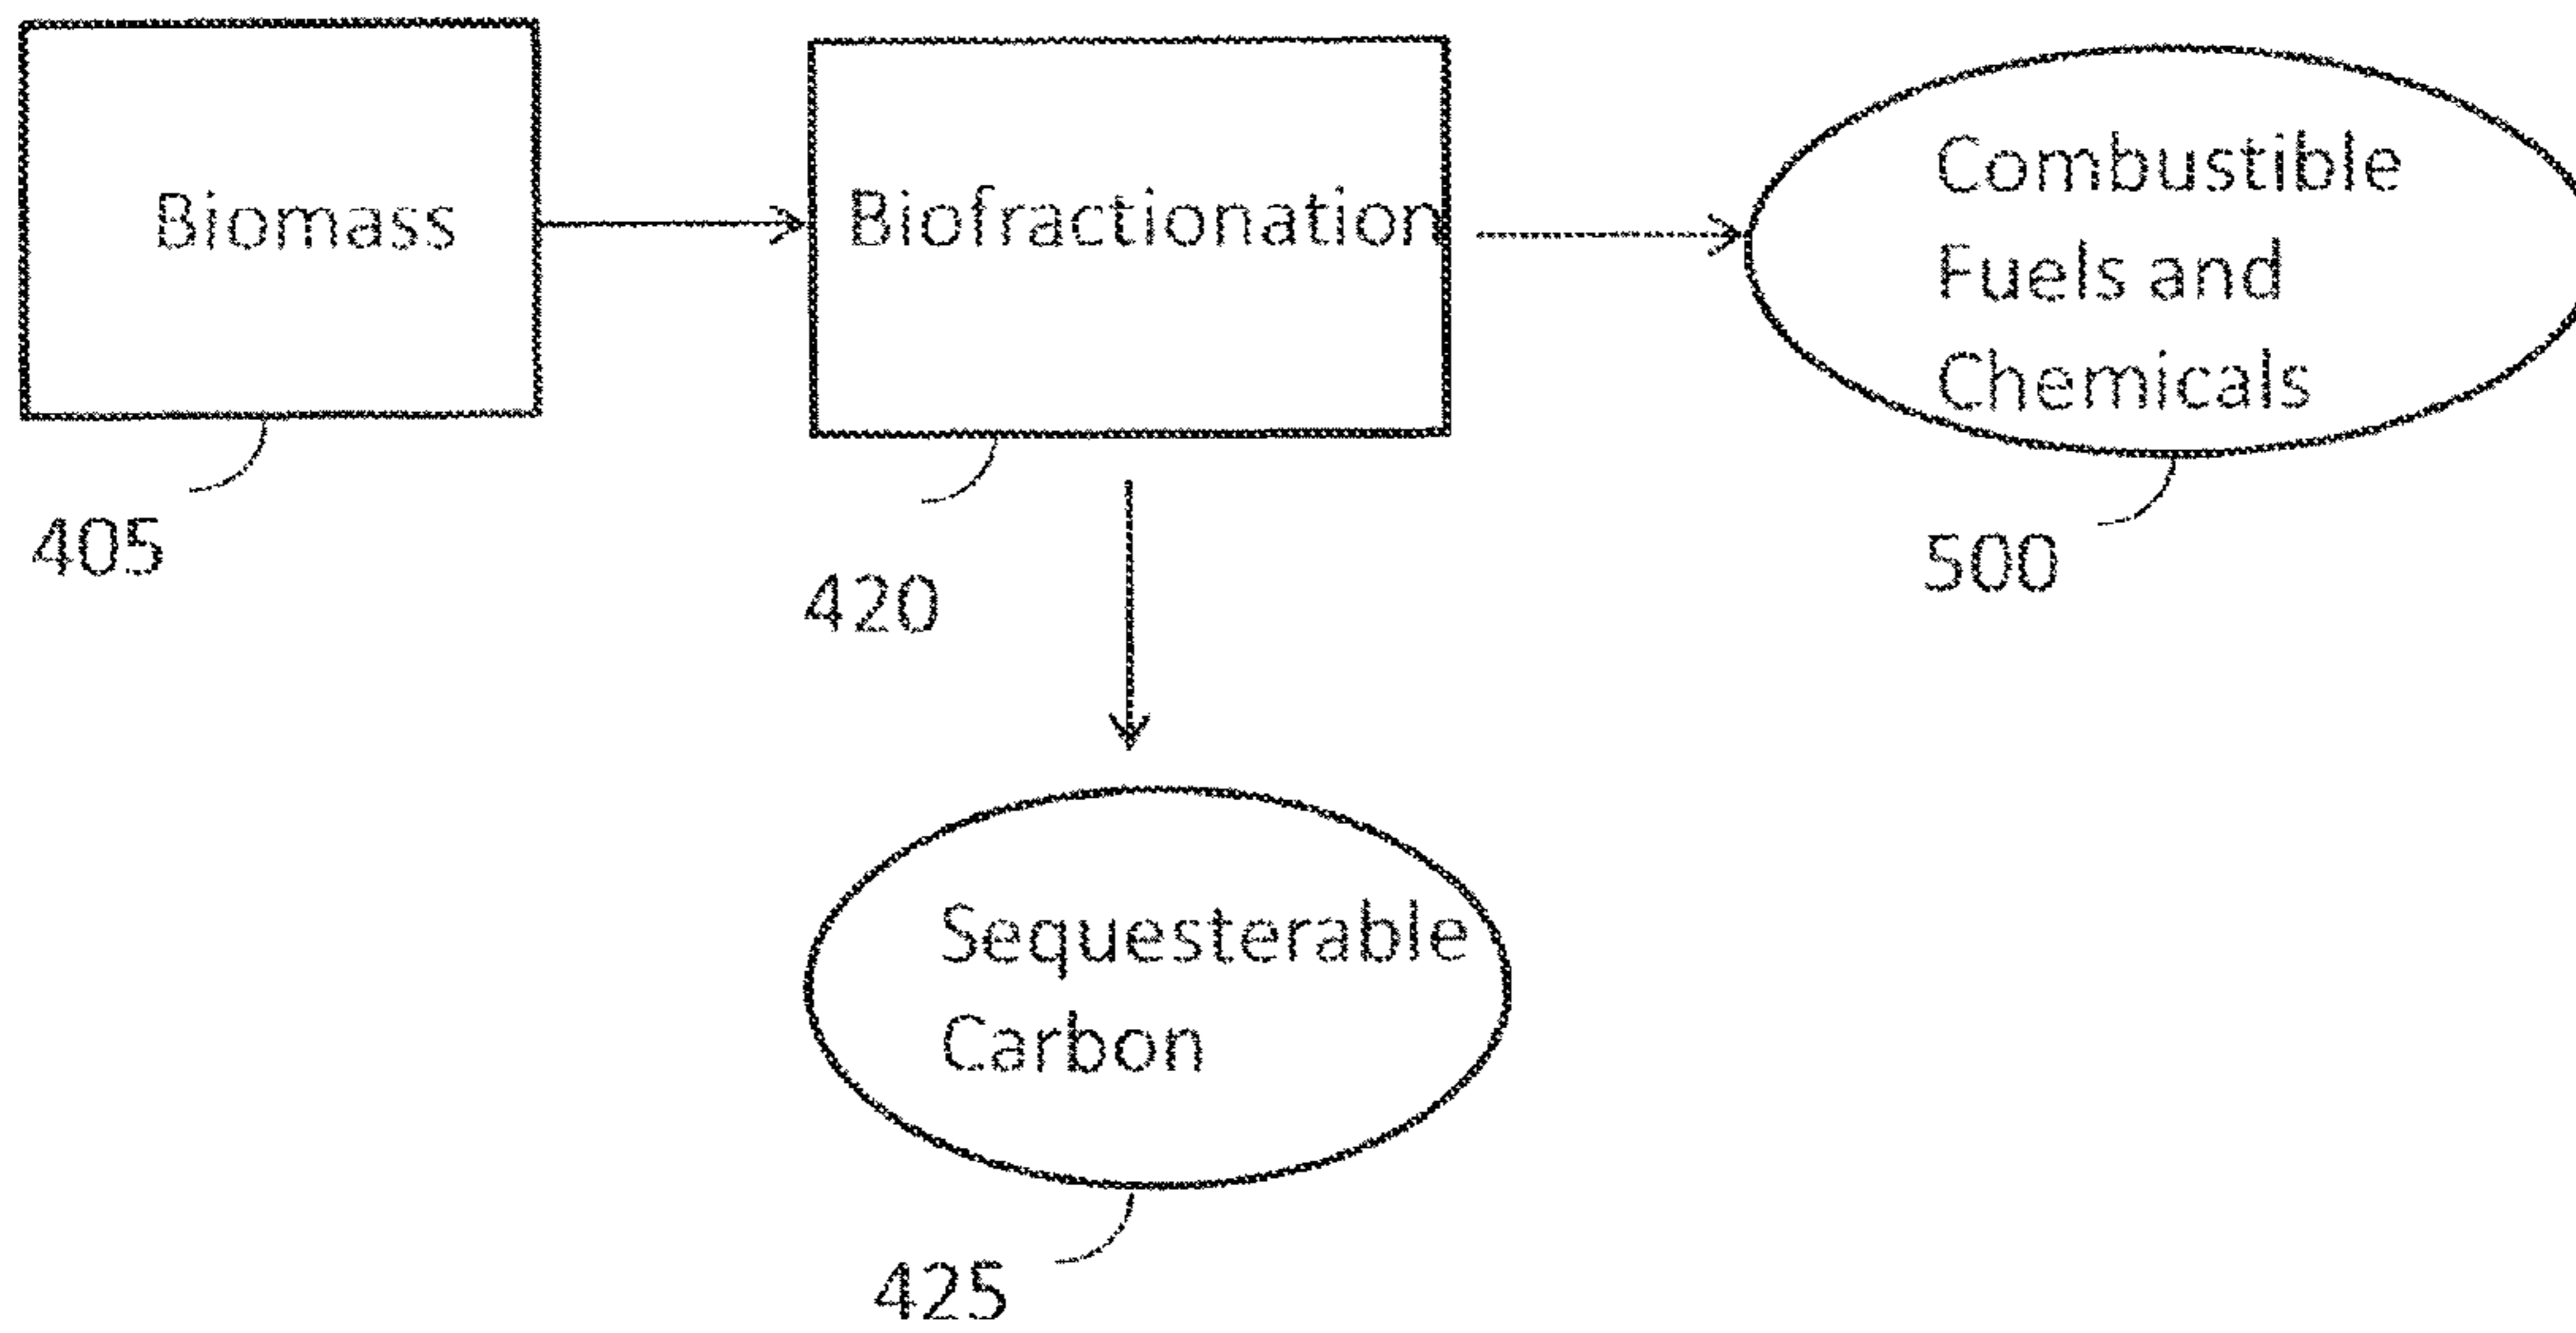 Biomass
Biofractionation
Combustible
Fuels and
Chemicals
405
420
500
Sequesterable
Carbon
425